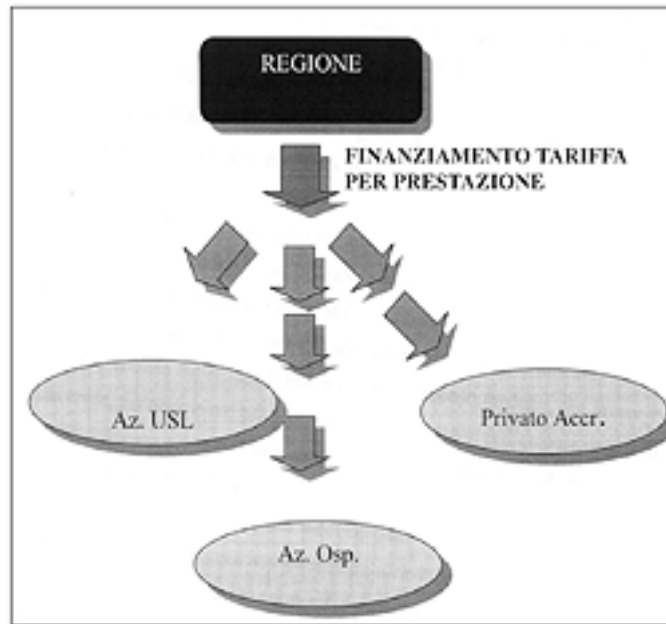 REGIONE
FINANZIAMENTO TARIFFA
PER PRESTAZIONE
Az. USL
Privato Accr.
Az. Osp.